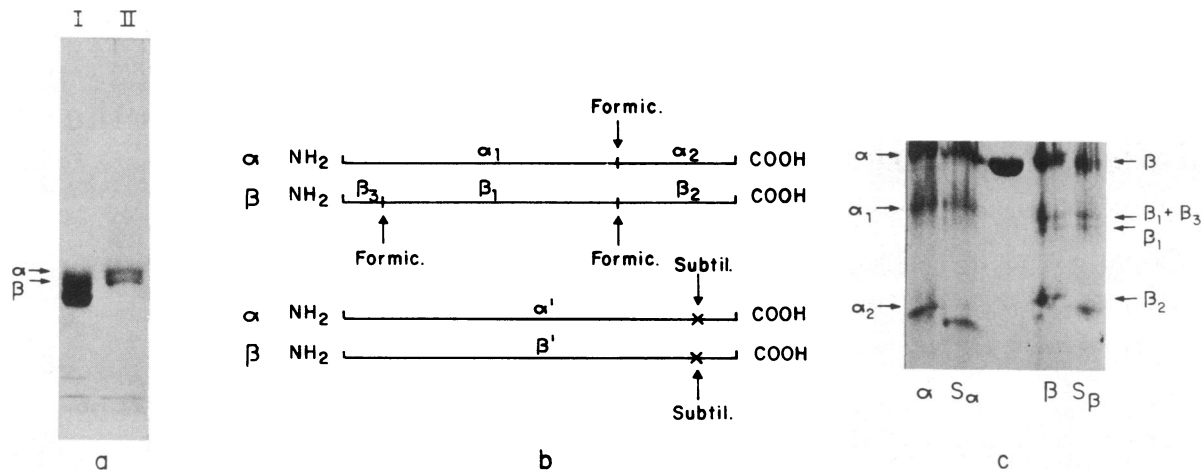 I II
α
β
a
Formic.
α NH2 α1 α2 COOH
β NH2 β3 β1 β2 COOH
Formic. Formic.
Subtil.
α NH2 α' COOH
β NH2 β' COOH
Subtil.
b
α β
α1 β1 + β3
β1
α2 β2
α Sα β Sβ
c